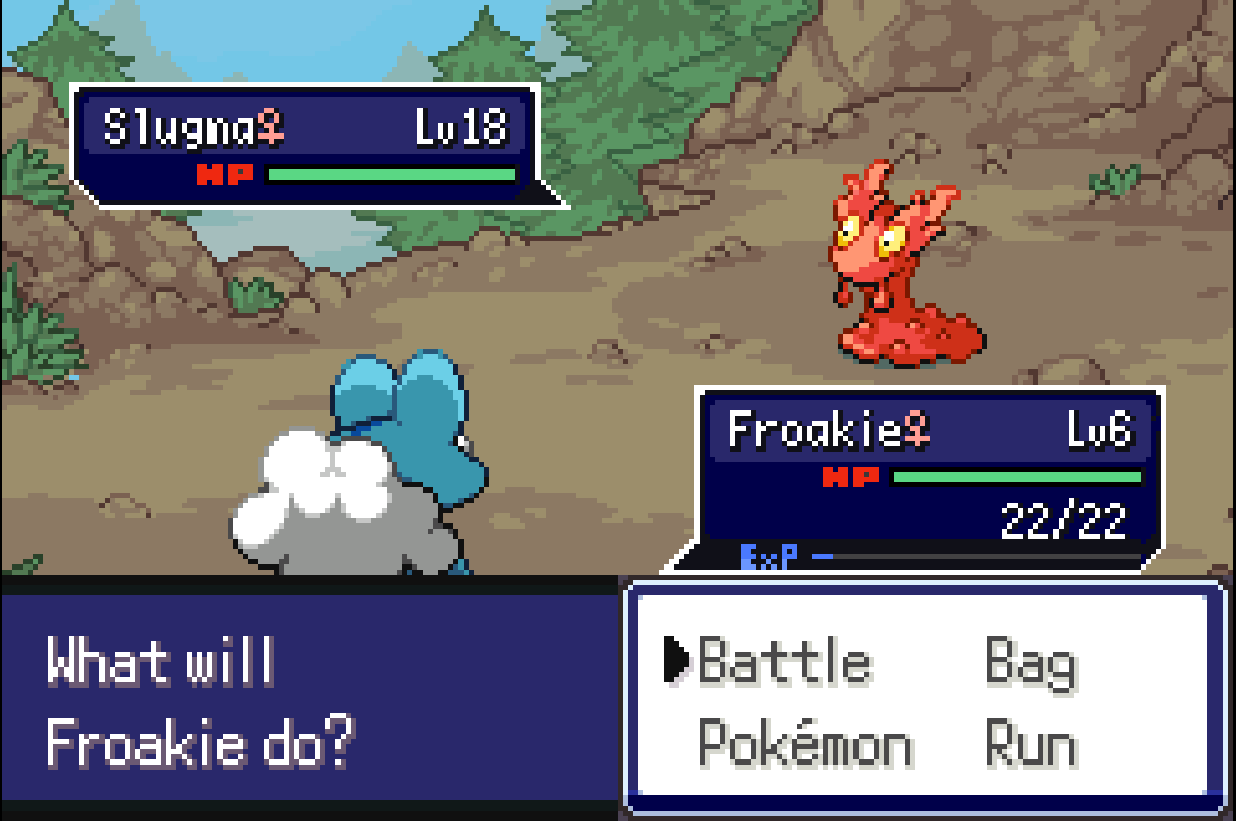 Slugma♀ Lv18
HP
Froakie♀ Lv6
HP
22/22
ExP
What will
Froakie do?
Battle Bag
Pokémon Run